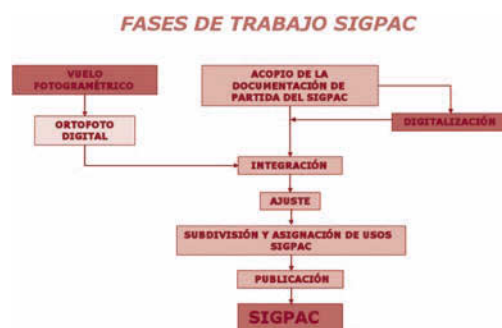 FASES DE TRABAJO SIGPAC
VUELO
FOTOGRAMÉTRICO
ACOPIO DE LA
DOCUMENTACIÓN DE
PARTIDA DEL SIGPAC
ORTOFOTO
DIGITAL
DIGITALIZACIÓN
INTEGRACIÓN
AJUSTE
SUBDIVISIÓN Y ASIGNACIÓN DE USOS
SIGPAC
PUBLICACIÓN
SIGPAC